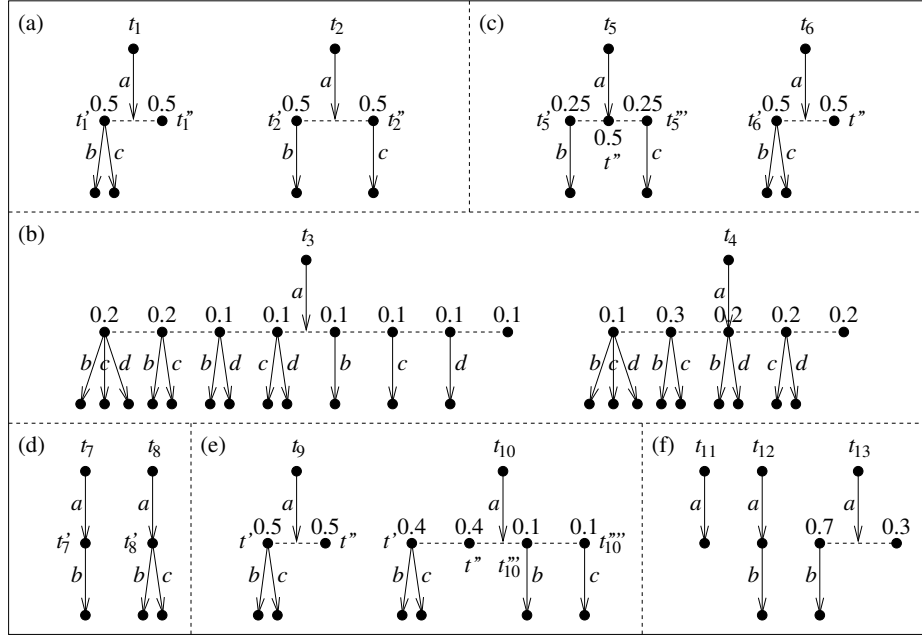 (a) t1 t2 (c) t5 t6
a a a a
0.5 0.5 0.5 0.5 0.25 0.25 0.5 0.5
t1' t1'' t2' t2'' t5' t5''' t6' t''
0.5
b c b c b t'' c b c
(b) t3 t4
a a
0.2 0.2 0.1 0.1 0.1 0.1 0.1 0.1 0.1 0.3 0.2 0.2 0.2
b c d b c b d c d b c d b c d b c b d c d
(d) t7 t8 (e) t9 t10 (f) t11 t12 t13
a a a a a a a
0.5 0.5 0.4 0.4 0.1 0.1 0.7 0.3
t7' t8' t' t'' t' t'' t10''' t10''''
b b c b c b c b c b b